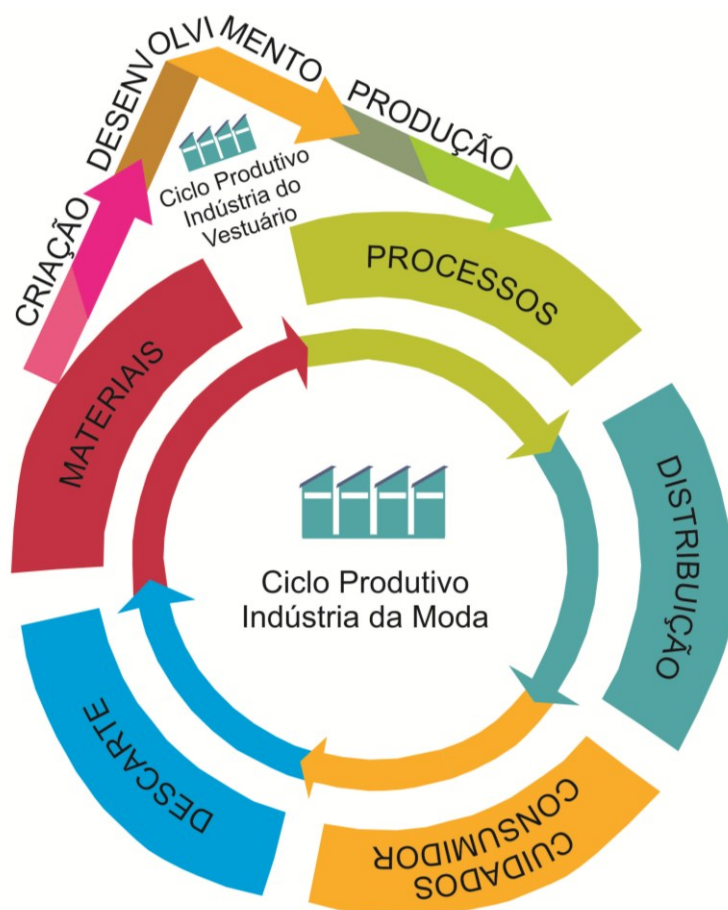 CRIAÇÃO
DESENVOLVIMENTO
PRODUÇÃO
Ciclo Produtivo
Indústria do
Vestuário
MATERIAIS
PROCESSOS
DISTRIBUIÇÃO
CUIDADOS
CONSUMIDOR
DESCARTE
Ciclo Produtivo
Indústria da Moda